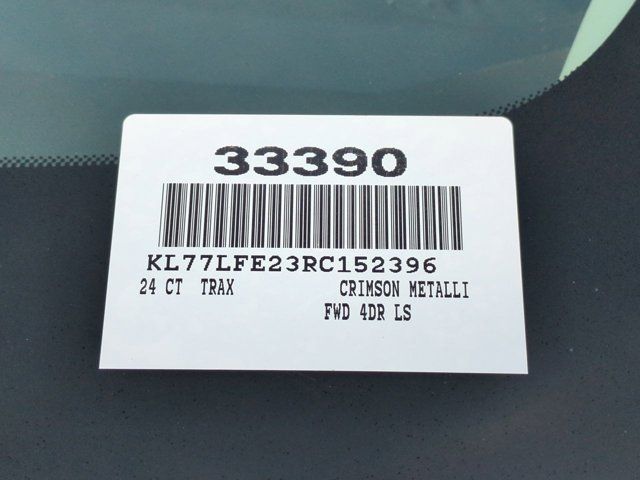 33390
KL77LFE23RC152396
24 CT TRAX CRIMSON METALLI
FWD 4DR LS